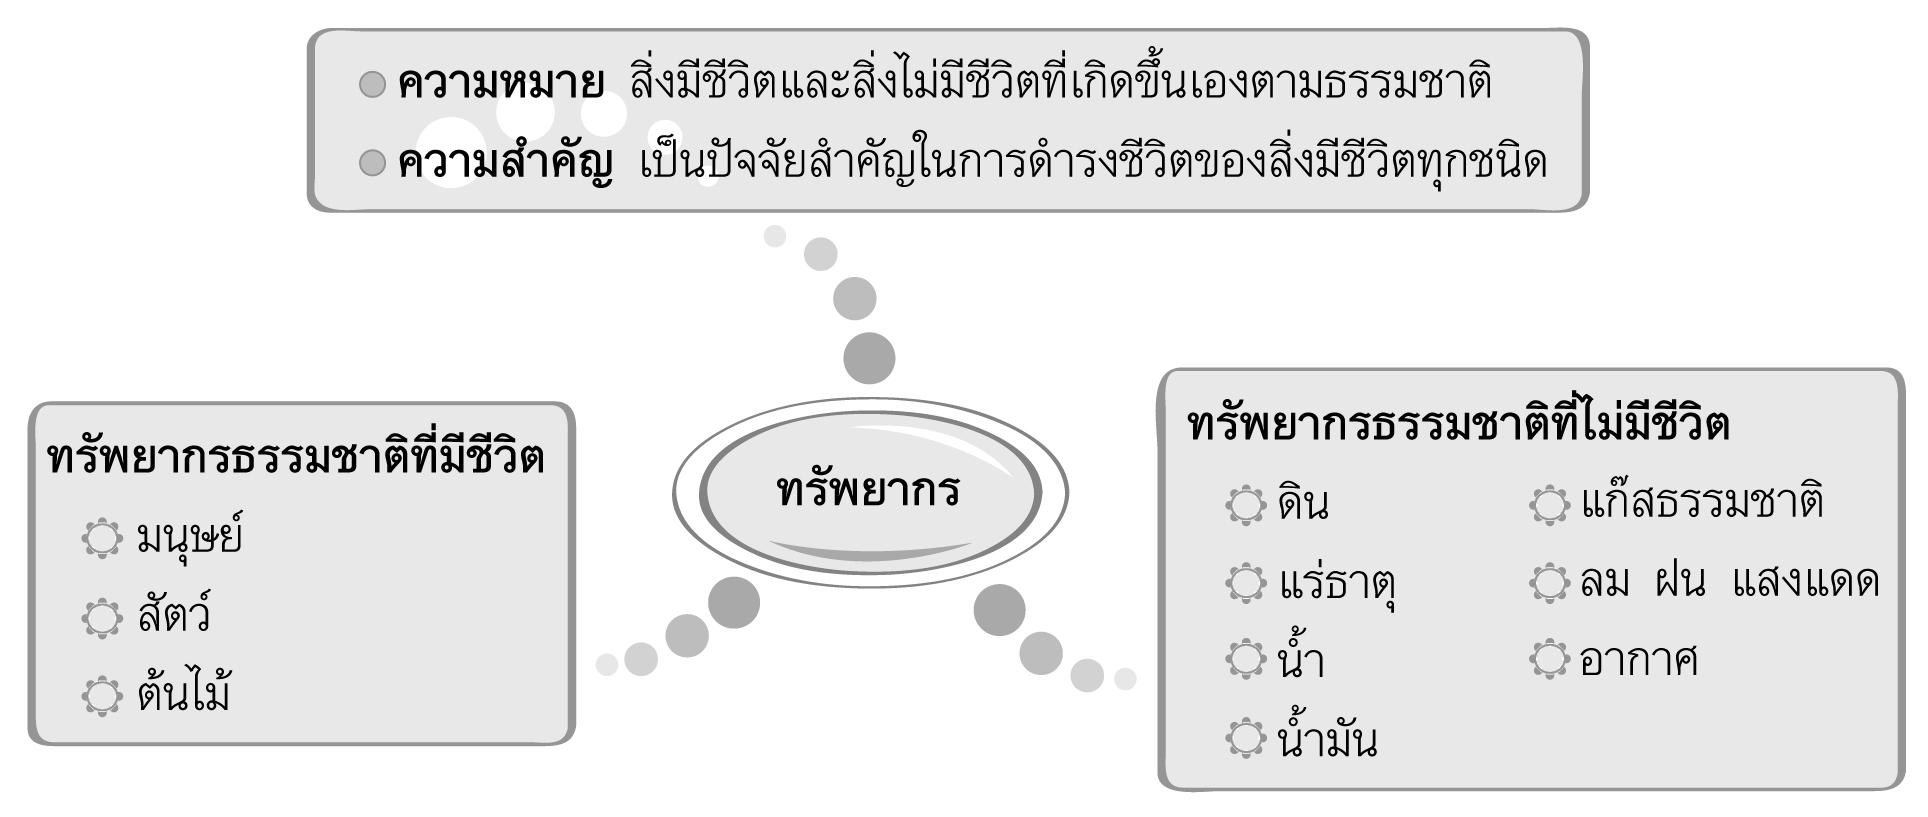 ความหมาย สิ่งมีชีวิตและสิ่งไม่มีชีวิตที่เกิดขึ้นเองตามธรรมชาติ
ความสำคัญ เป็นปัจจัยสำคัญในการดำรงชีวิตของสิ่งมีชีวิตทุกชนิด
ทรัพยากร
ทรัพยากรธรรมชาติที่มีชีวิต
มนุษย์
สัตว์
ต้นไม้
ทรัพยากรธรรมชาติที่ไม่มีชีวิต
ดิน
แร่ธาตุ
น้ำ
น้ำมัน
แก๊สธรรมชาติ
ลม ฝน แสงแดด
อากาศ